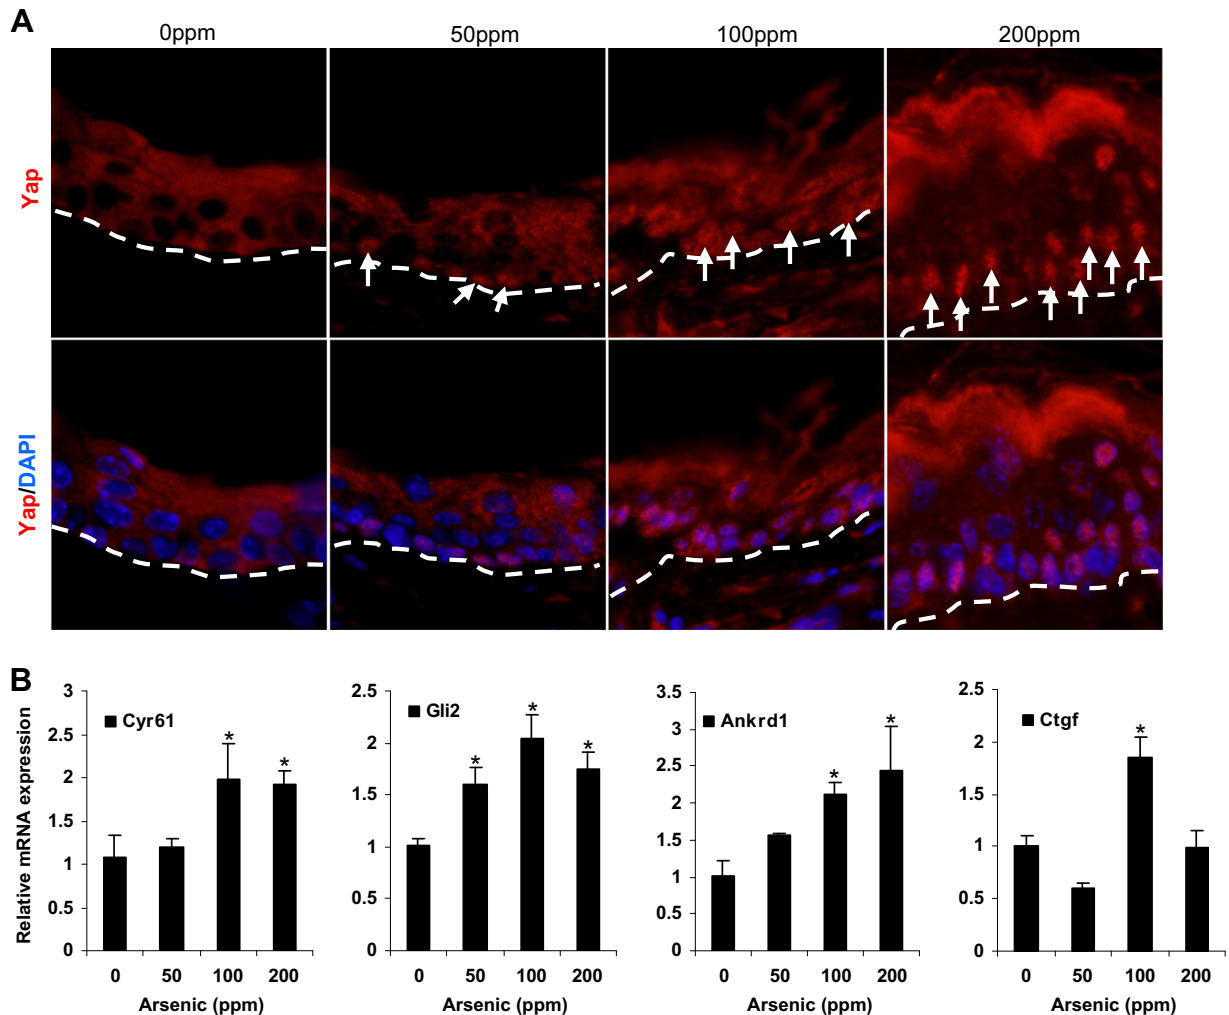 A
0ppm 50ppm 100ppm 200ppm
Yap
Yap/DAPI
B
Relative mRNA expression
3
2.5
2
1.5
1
0.5
0
Cyr61
*
*
0 50 100 200
Arsenic (ppm)
2.5
2
1.5
1
0.5
0
Gli2
*
*
*
0 50 100 200
Arsenic (ppm)
3.5
3
2.5
2
1.5
1
0.5
0
Ankrd1
*
*
0 50 100 200
Arsenic (ppm)
2.5
2
1.5
1
0.5
0
Ctgf
*
0 50 100 200
Arsenic (ppm)